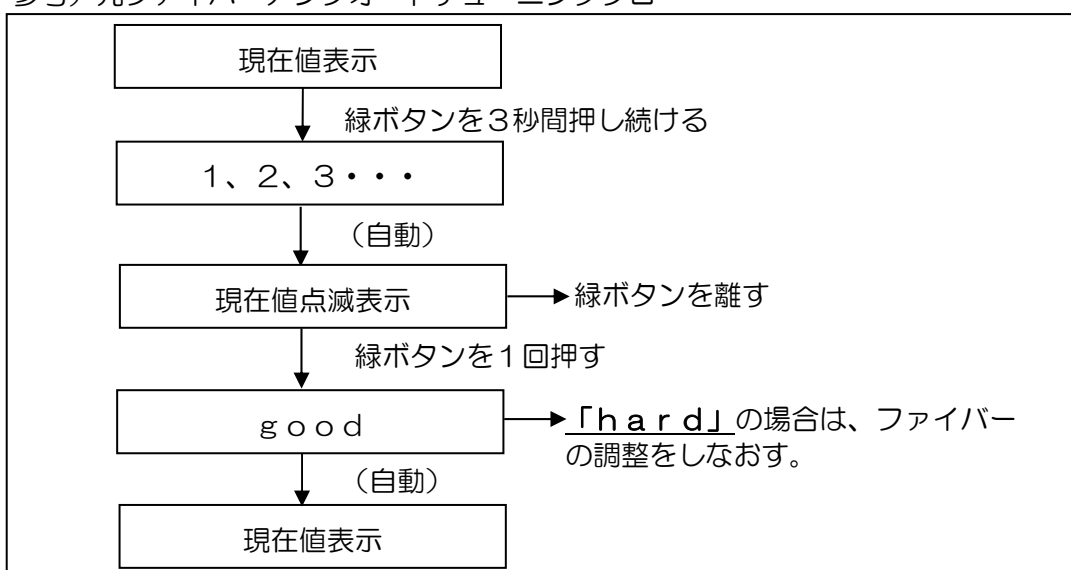 現在値表示
緑ボタンを３秒間押し続ける
１、２、３・・・
（自動）
現在値点滅表示
緑ボタンを離す
緑ボタンを１回押す
ｇｏｏｄ
「ｈａｒｄ」の場合は、ファイバー
の調整をしなおす。
（自動）
現在値表示